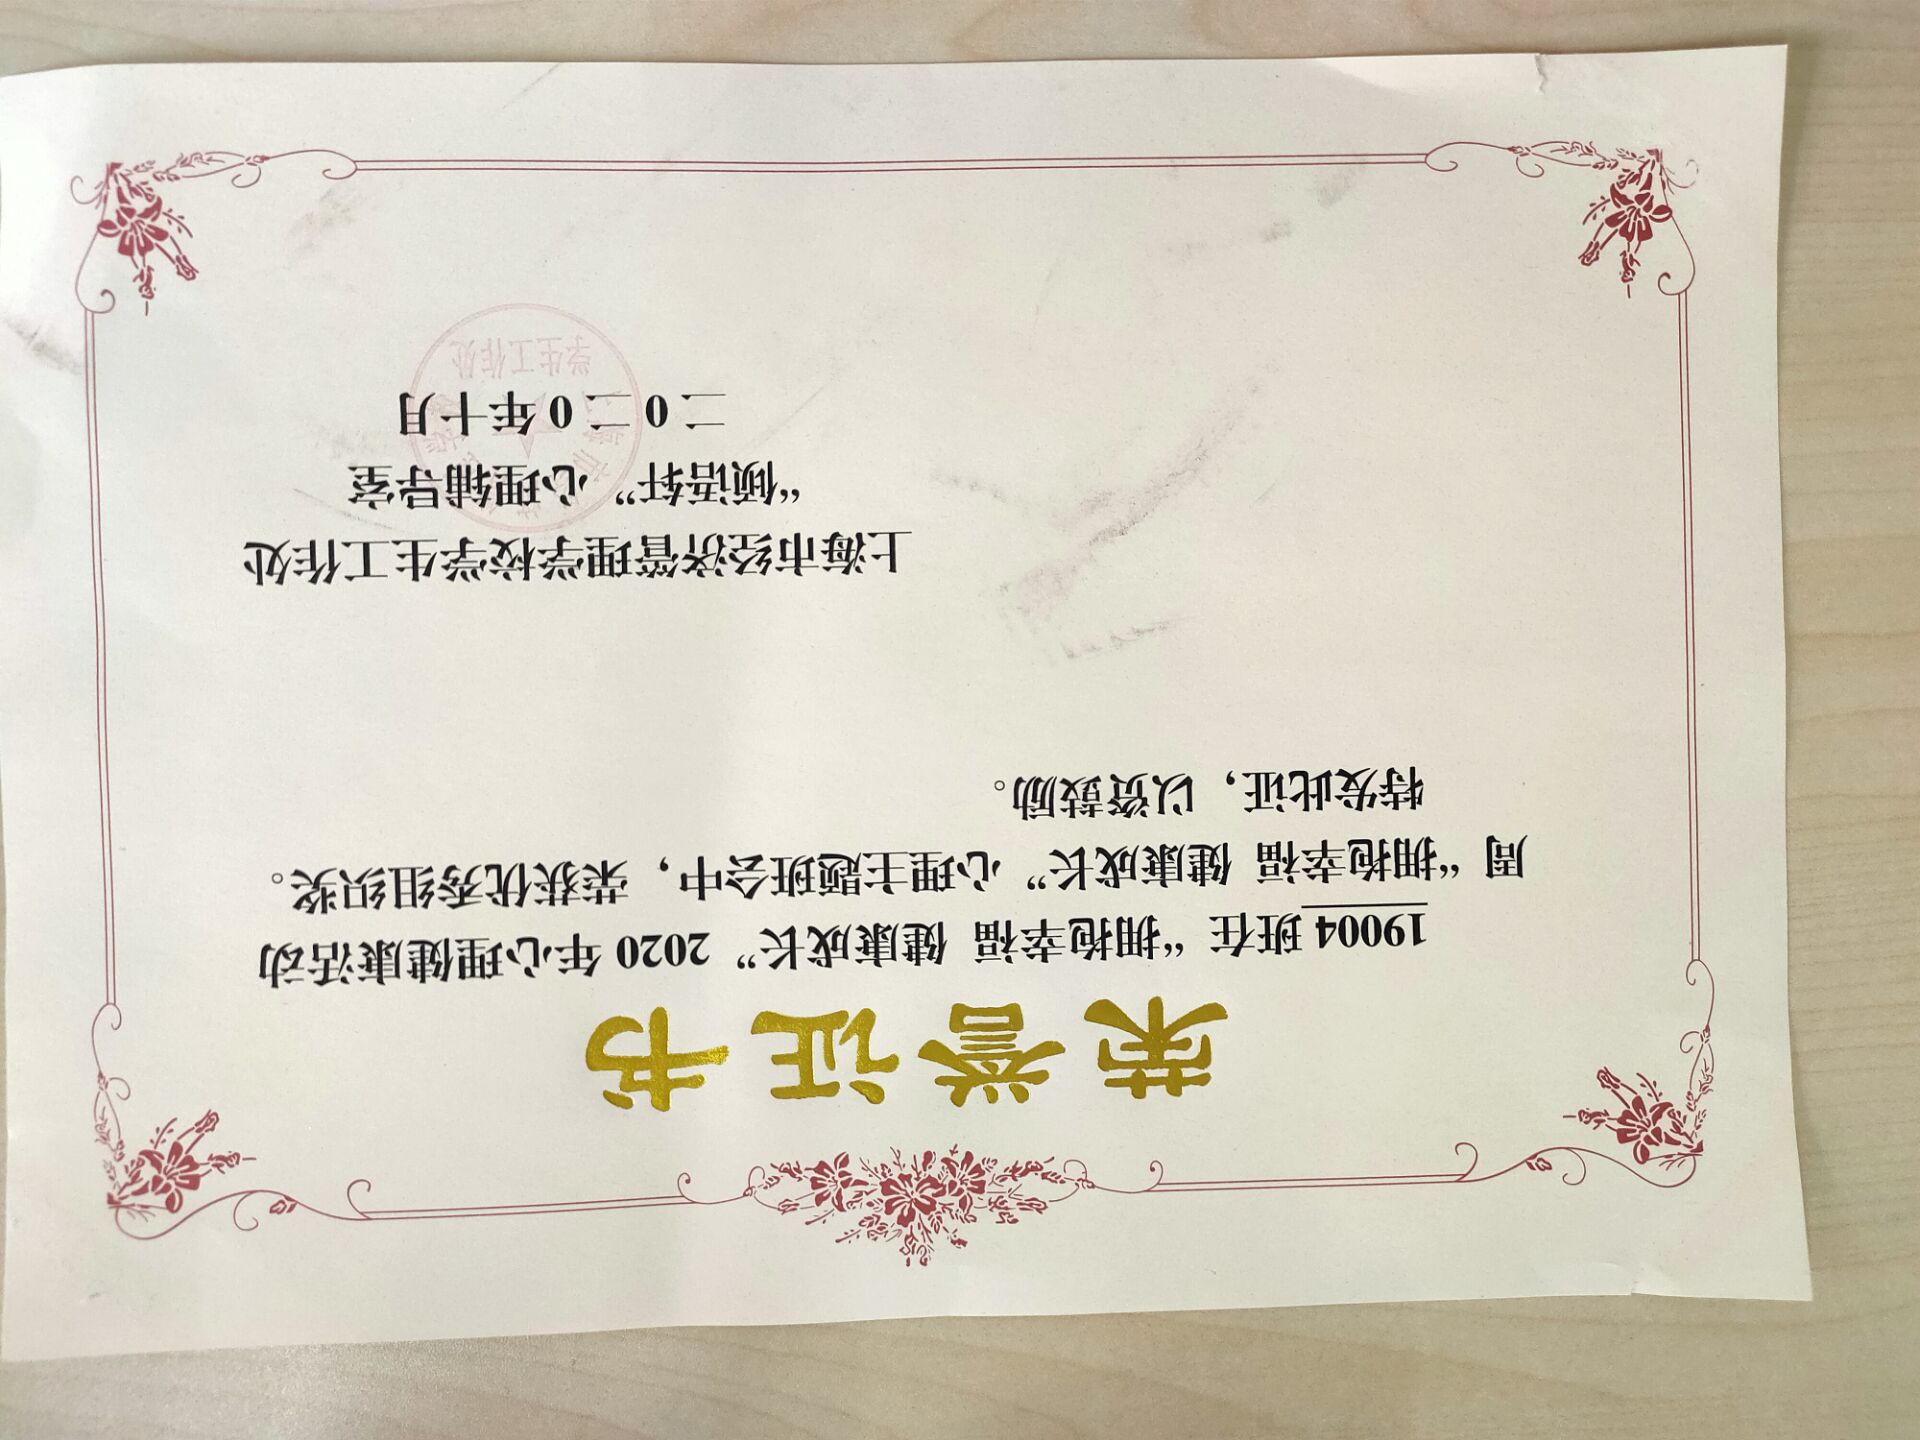 荣誉证书
19004 班在“拥抱幸福 健康成长”2020 年心理健康活动
周“拥抱幸福 健康成长”心理主题班会中，荣获优秀组织奖。
特发此证，以资鼓励。
上海市经济管理学校学生工作处
“倾语轩”心理辅导室
二0二0年十月
学生工作处